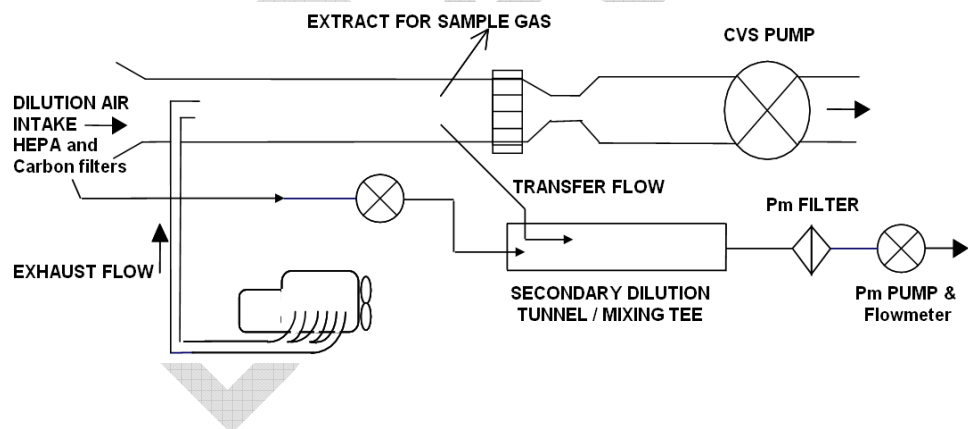 EXTRACT FOR SAMPLE GAS
CVS PUMP
DILUTION AIR
INTAKE
HEPA and
Carbon filters
TRANSFER FLOW
Pm FILTER
EXHAUST FLOW
SECONDARY DILUTION
TUNNEL / MIXING TEE
Pm PUMP &
Flowmeter